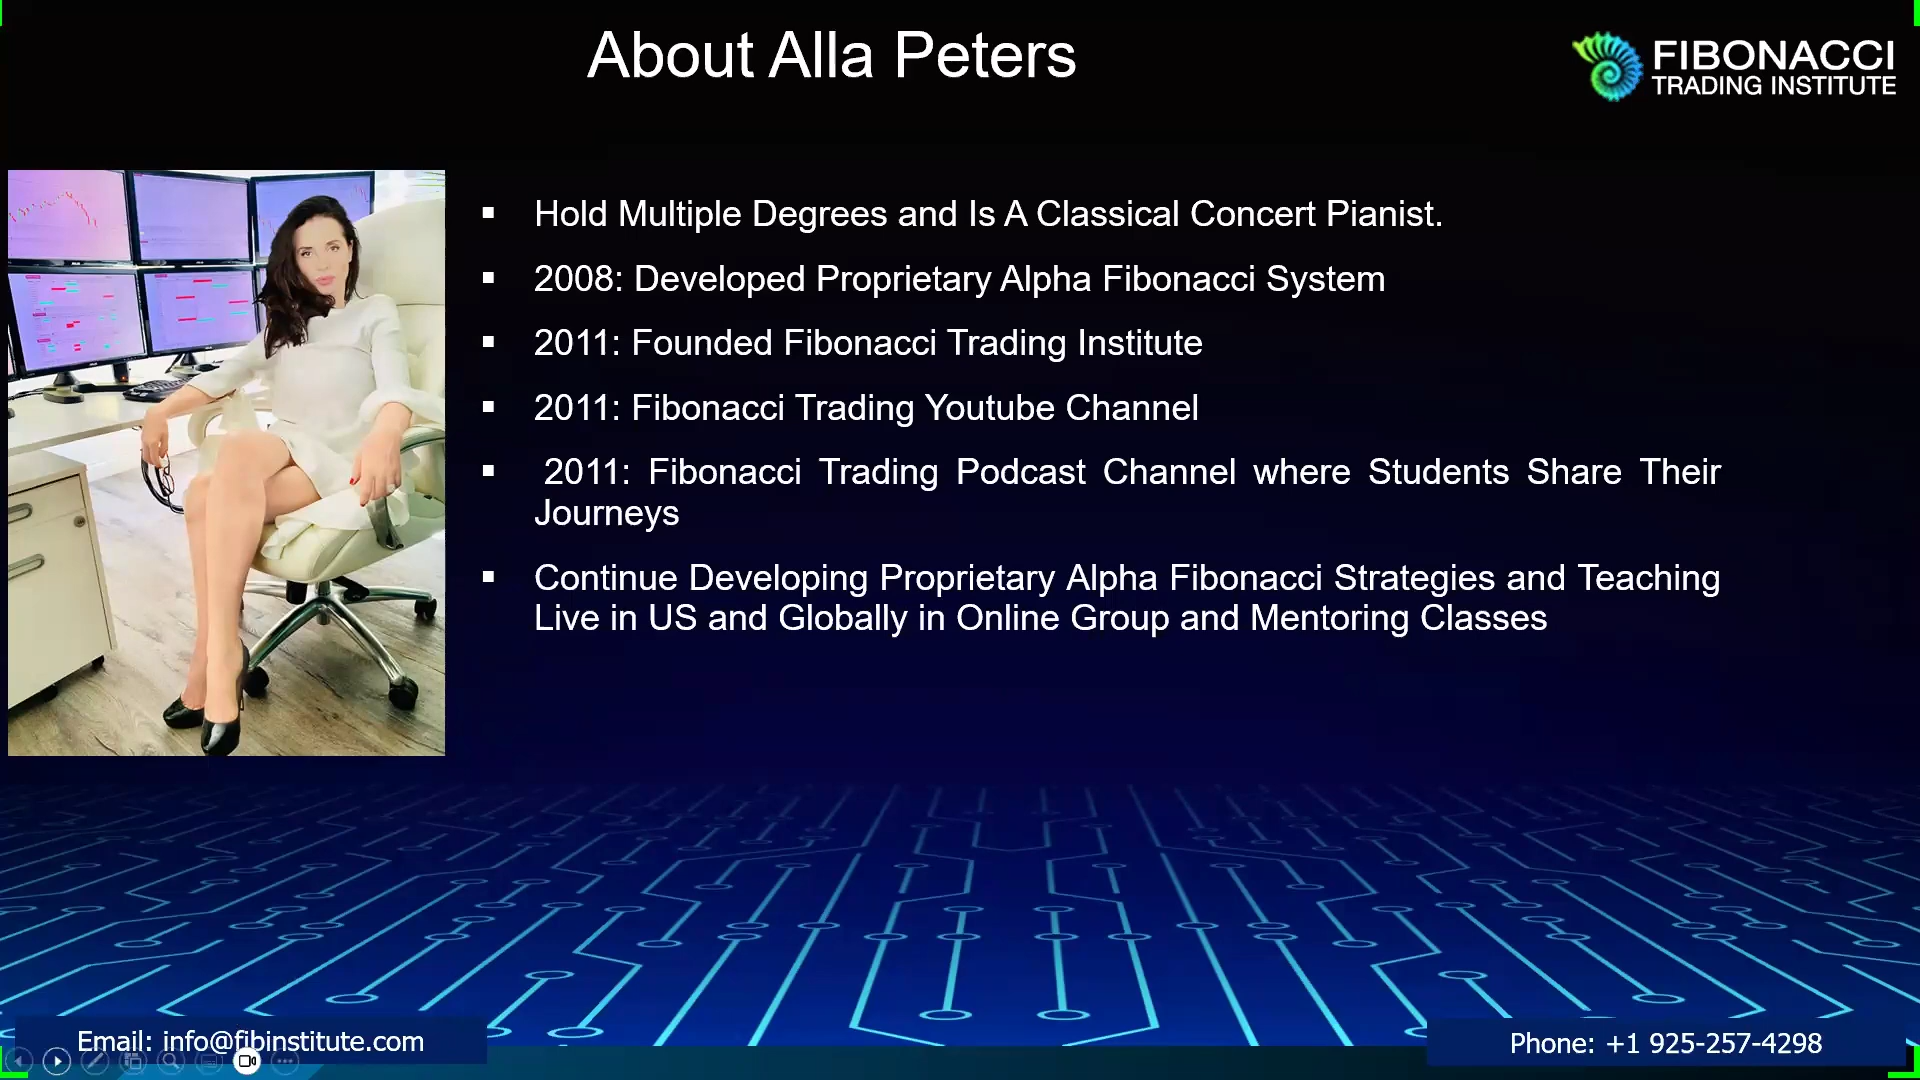 About Alla Peters
FIBONACCI
TRADING INSTITUTE
▪ Hold Multiple Degrees and Is A Classical Concert Pianist.
▪ 2008: Developed Proprietary Alpha Fibonacci System
▪ 2011: Founded Fibonacci Trading Institute
▪ 2011: Fibonacci Trading Youtube Channel
▪ 2011: Fibonacci Trading Podcast Channel where Students Share Their
Journeys
▪ Continue Developing Proprietary Alpha Fibonacci Strategies and Teaching
Live in US and Globally in Online Group and Mentoring Classes
Email: info@fibinstitute.com
Phone: +1 925-257-4298